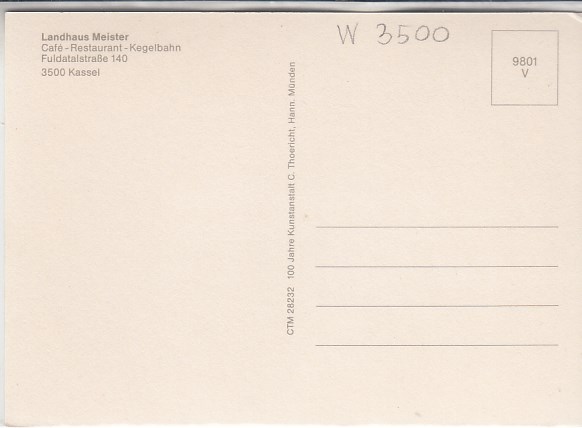 Landhaus Meister
Café-Restaurant-Kegelbahn
Fuldatalstraße 140
3500 Kassel
W 3500
9801
V
CTM 28232 100 Jahre Kunstanstalt C. Thoericht, Hann. Münden